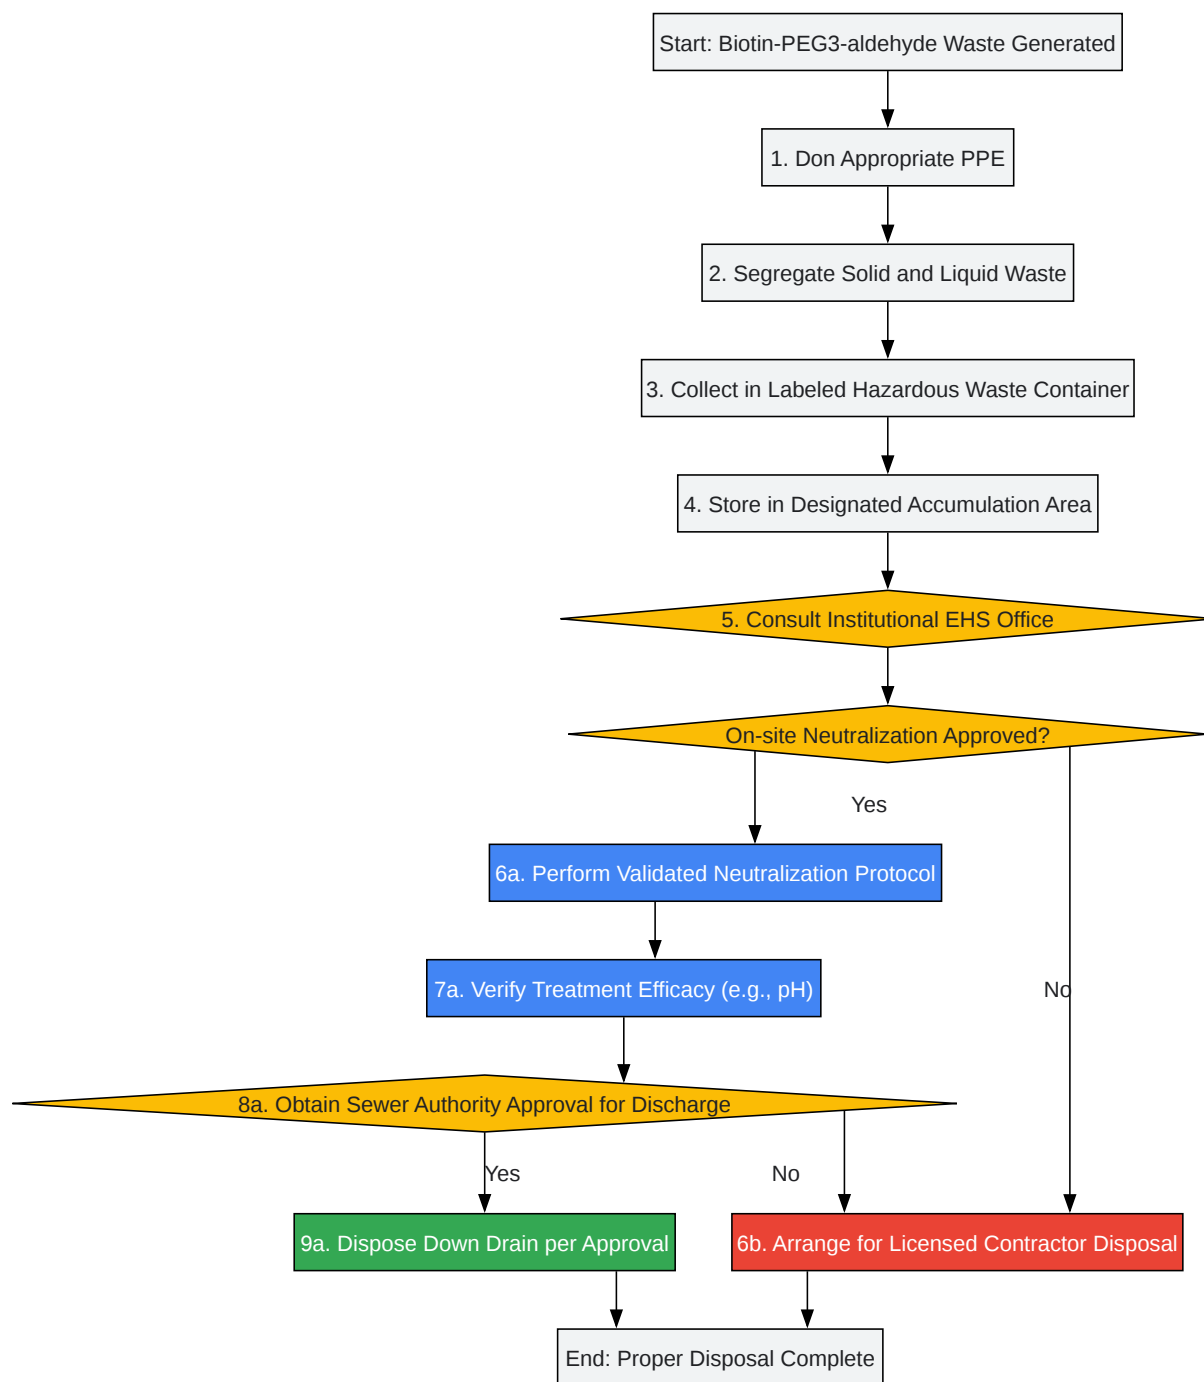 Start: Biotin-PEG3-aldehyde Waste Generated
1. Don Appropriate PPE
2. Segregate Solid and Liquid Waste
3. Collect in Labeled Hazardous Waste Container
4. Store in Designated Accumulation Area
5. Consult Institutional EHS Office
On-site Neutralization Approved?
Yes
6a. Perform Validated Neutralization Protocol
7a. Verify Treatment Efficacy (e.g., pH)
No
8a. Obtain Sewer Authority Approval for Discharge
Yes
No
9a. Dispose Down Drain per Approval
6b. Arrange for Licensed Contractor Disposal
End: Proper Disposal Complete